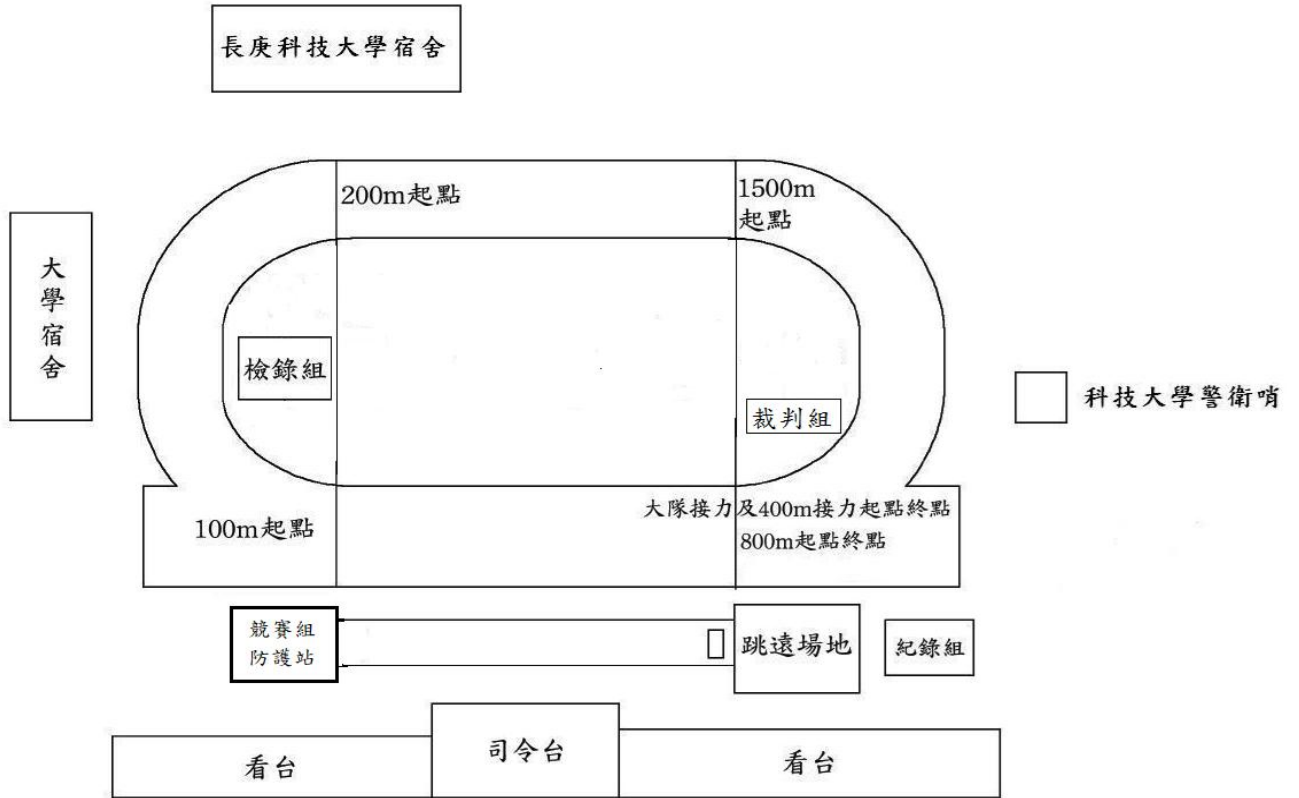 長庚科技大學宿舍
200m起點
1500m
起點
大學宿舍
檢錄組
裁判組
科技大學警衛哨
100m起點
大隊接力及400m接力起點終點
800m起點終點
競賽組
防護站
跳遠場地
紀錄組
看台
司令台
看台